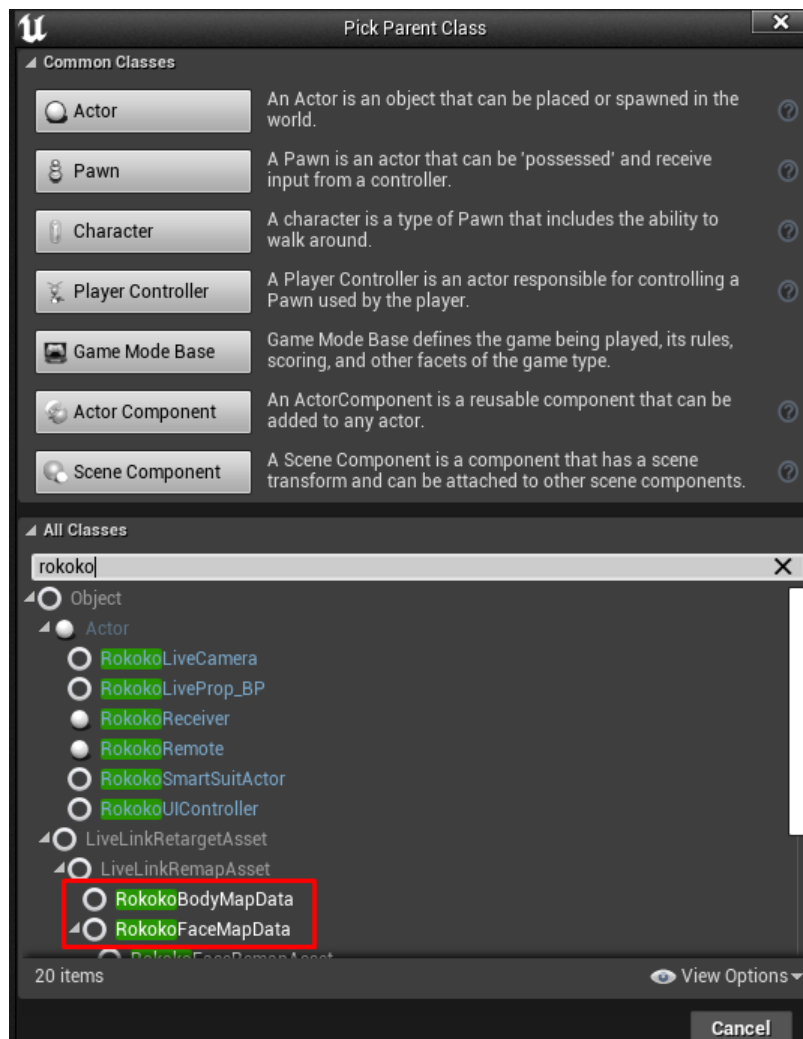 Pick Parent Class
Common Classes
Actor
An Actor is an object that can be placed or spawned in the
world.
Pawn
A Pawn is an actor that can be 'possessed' and receive
input from a controller.
Character
A character is a type of Pawn that includes the ability to
walk around.
Player Controller
A Player Controller is an actor responsible for controlling a
Pawn used by the player.
Game Mode Base
Game Mode Base defines the game being played, its rules,
scoring, and other facets of the game type.
Actor Component
An ActorComponent is a reusable component that can be
added to any actor.
Scene Component
A Scene Component is a component that has a scene
transform and can be attached to other scene components.
All Classes
rokoko
Object
Actor
RokokoLiveCamera
RokokoLiveProp_BP
RokokoReceiver
RokokoRemote
RokokoSmartSuitActor
RokokoUIController
LiveLinkRetargetAsset
LiveLinkRemapAsset
RokokoBodyMapData
RokokoFaceMapData
RokokoFaceRemapAsset
20 items
View Options
Cancel